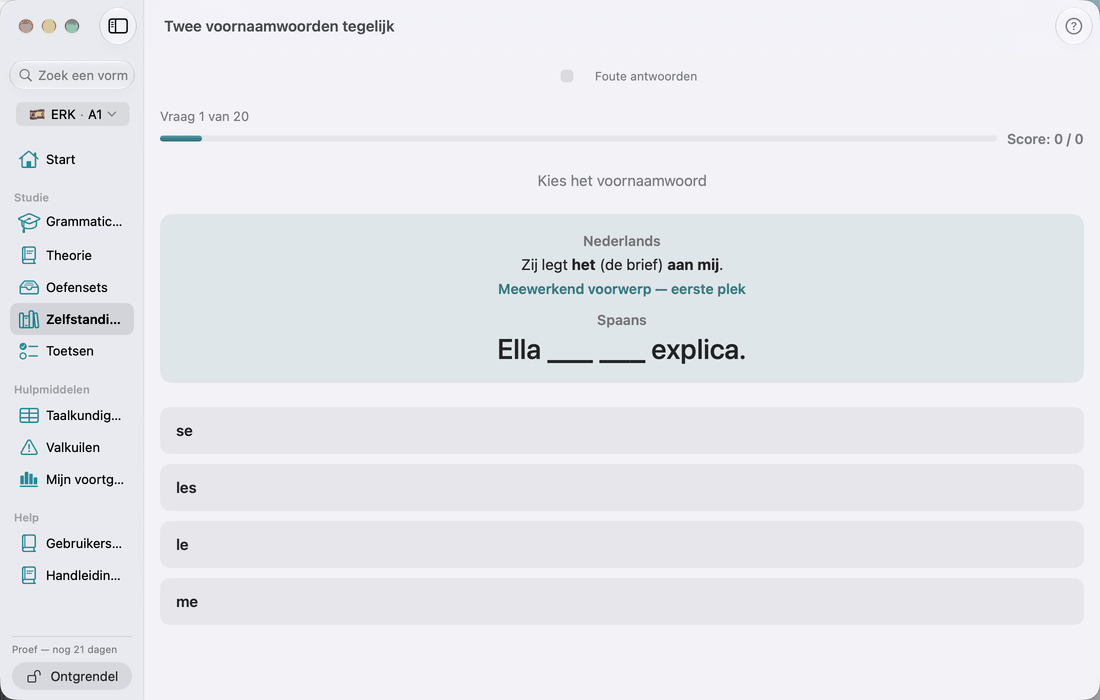 Twee voornaamwoorden tegelijk
Zoek een vorm
ERK · A1
Start
Studie
Grammatic...
Theorie
Oefensets
Zelfstandi...
Toetsen
Hulpmiddelen
Taalkundig...
Valkuilen
Mijn voortg...
Help
Gebruikers...
Handleidin...
Proef — nog 21 dagen
Ontgrendel
Foute antwoorden
Vraag 1 van 20
Score: 0 / 0
Kies het voornaamwoord
Nederlands
Zij legt het (de brief) aan mij.
Meewerkend voorwerp — eerste plek
Spaans
Ella ___ ___ explica.
se
les
le
me